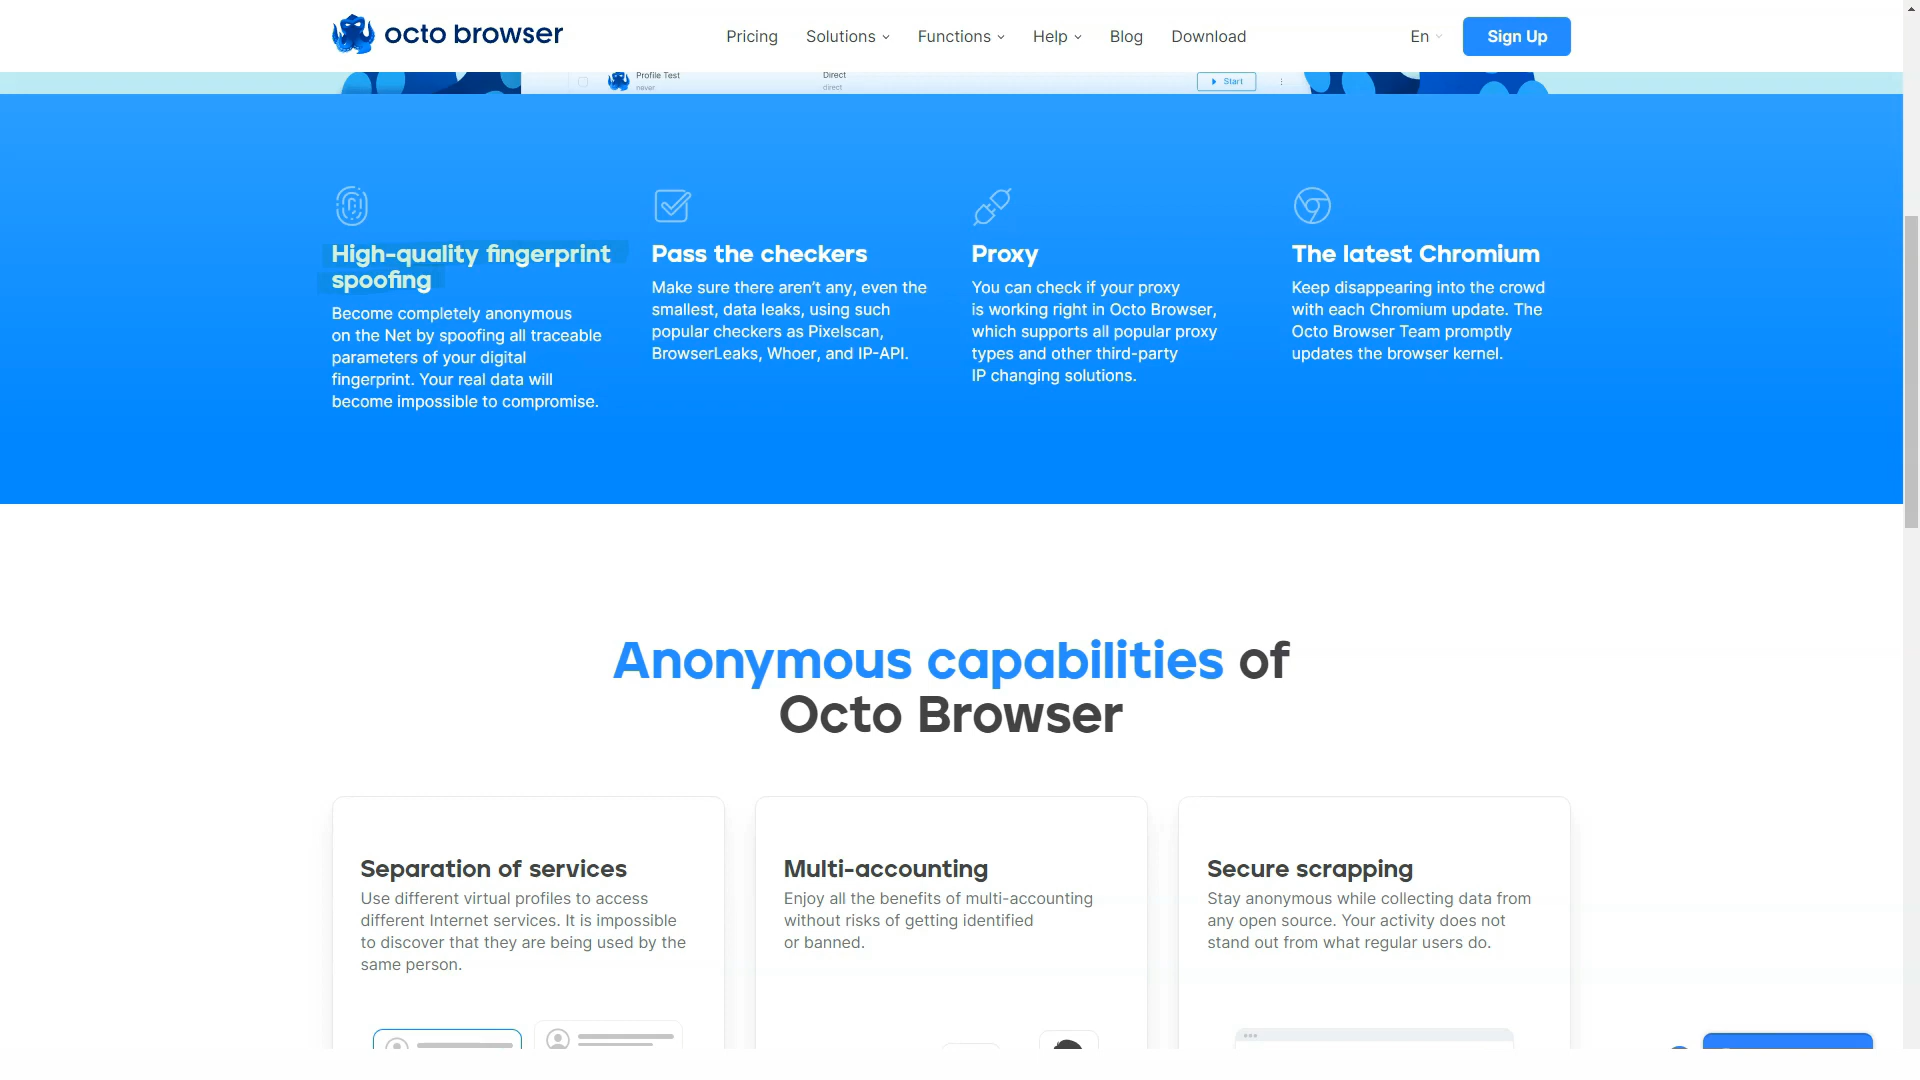 octo browser
Pricing
Solutions
Functions
Help
Blog
Download
En
Sign Up
Profile Test
never
Direct
direct
Start
High-quality fingerprint
spoofing
Become completely anonymous
on the Net by spoofing all traceable
parameters of your digital
fingerprint. Your real data will
become impossible to compromise.
Pass the checkers
Make sure there aren’t any, even the
smallest, data leaks, using such
popular checkers as Pixelscan,
BrowserLeaks, Whoer, and IP-API.
Proxy
You can check if your proxy
is working right in Octo Browser,
which supports all popular proxy
types and other third-party
IP changing solutions.
The latest Chromium
Keep disappearing into the crowd
with each Chromium update. The
Octo Browser Team promptly
updates the browser kernel.
Anonymous capabilities of
Octo Browser
Separation of services
Use different virtual profiles to access
different Internet services. It is impossible
to discover that they are being used by the
same person.
Multi-accounting
Enjoy all the benefits of multi-accounting
without risks of getting identified
or banned.
Secure scrapping
Stay anonymous while collecting data from
any open source. Your activity does not
stand out from what regular users do.